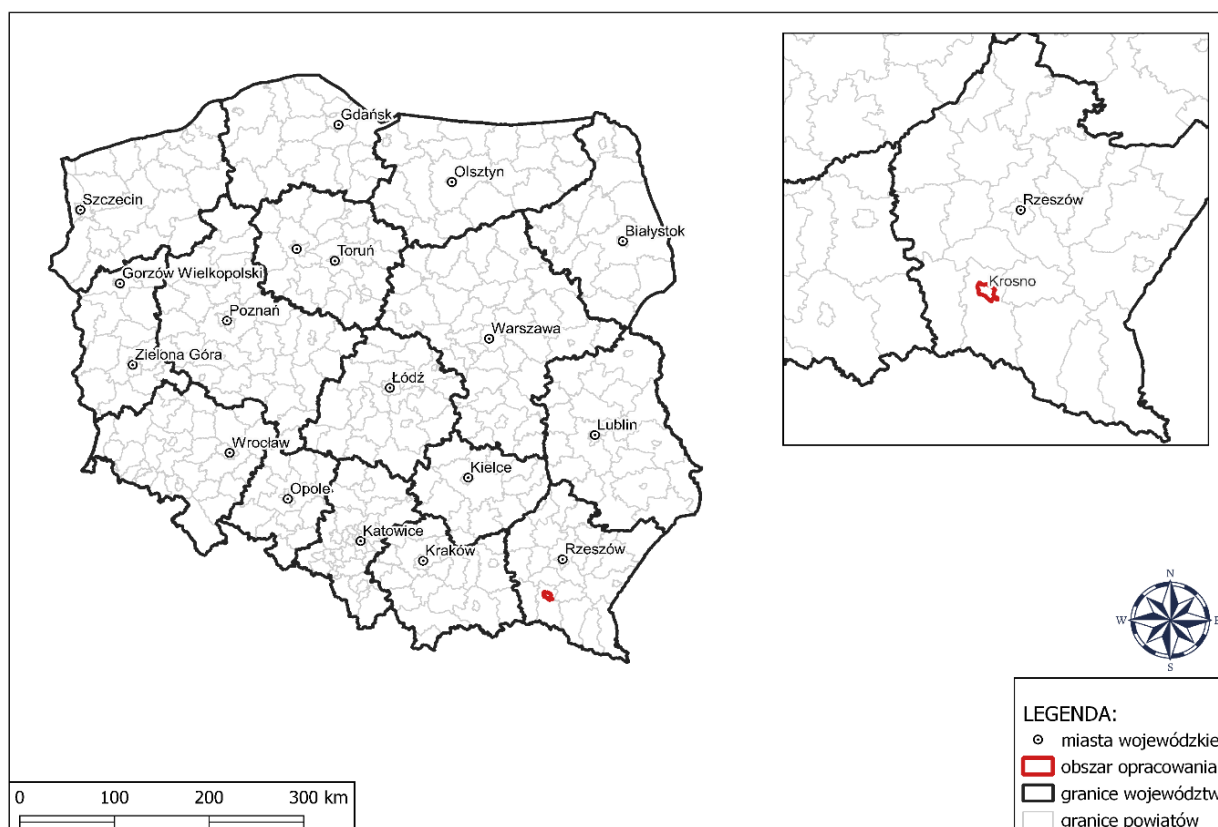 Gdańsk
Olsztyn
Szczecin
Białystok
Toruń
Gorzów Wielkopolski
Poznań
Warszawa
Zielona Góra
Łódź
Lublin
Wrocław
Kielce
Opole
Katowice
Kraków
Rzeszów
Rzeszów
Krosno
N
W
E
S
LEGENDA:
miasta wojewódzkie
obszar opracowania
granice województw
granice powiatów
0 120 200 300 km